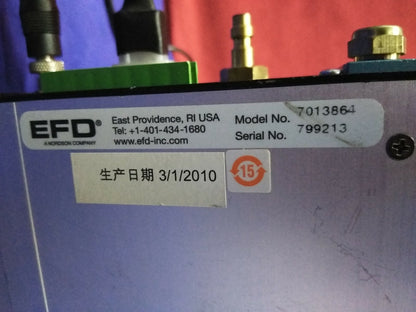 EFD®
A NORDSON COMPANY
East Providence, RI USA
Tel: +1-401-434-1680
www.efd-inc.com
Model No. 7013864
Serial No. 799213
生产日期 3/1/2010
15